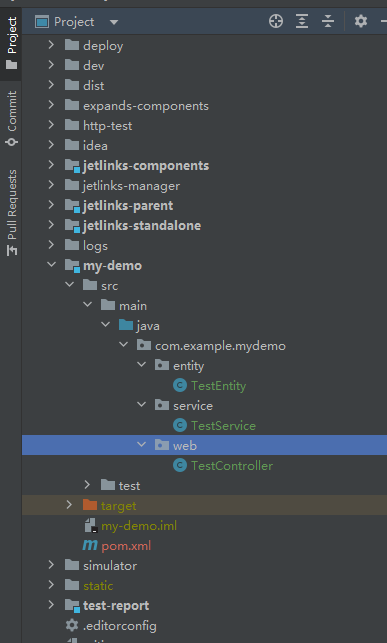 Project
Commit
Pull Requests
Project
deploy
dev
dist
expands-components
http-test
idea
jetlinks-components
jetlinks-manager
jetlinks-parent
jetlinks-standalone
logs
my-demo
src
main
java
com.example.mydemo
entity
TestEntity
service
TestService
web
TestController
test
target
my-demo.iml
pom.xml
simulator
static
test-report
.editorconfig